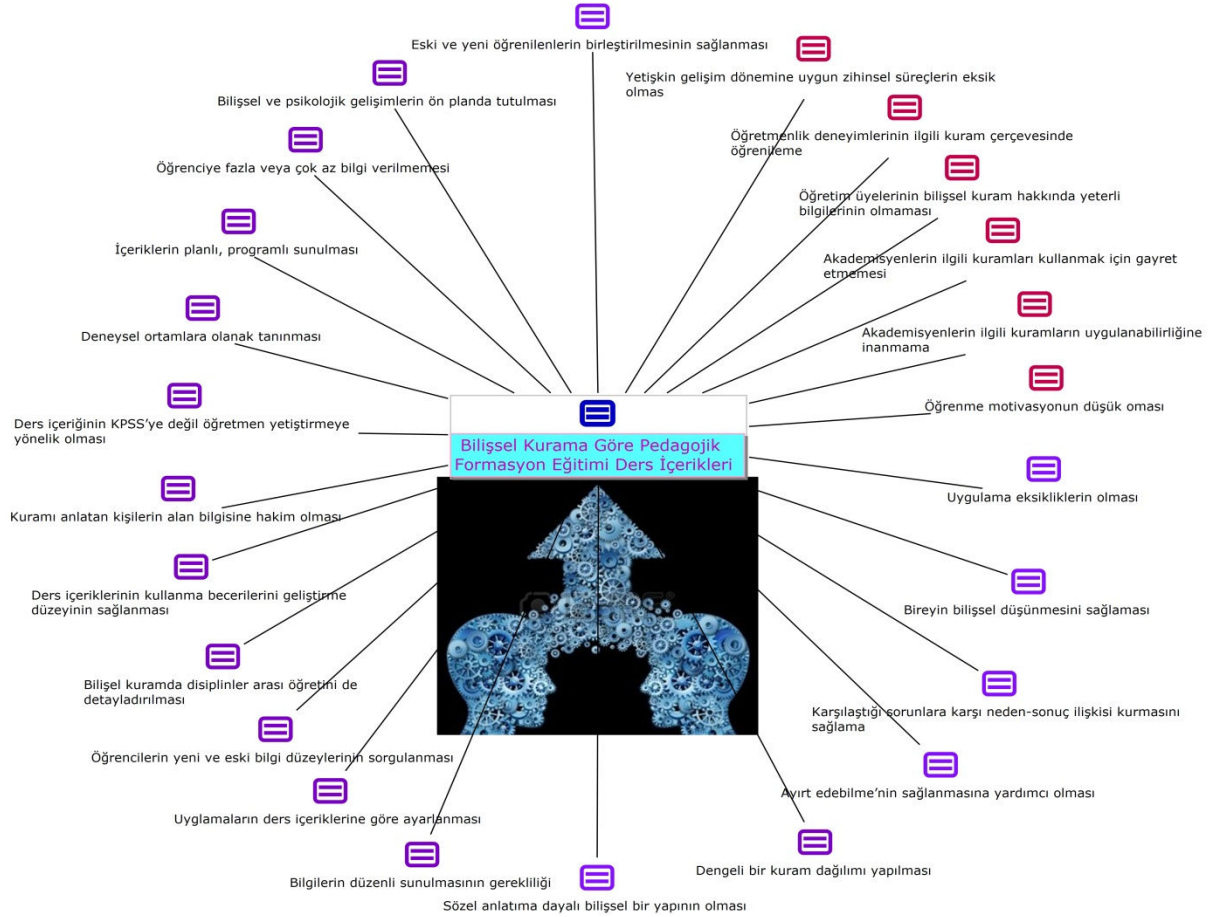 Eski ve yeni öğrenilenlerin birleştirilmesinin sağlanması
Yetişkin gelişim dönemine uygun zihinsel süreçlerin eksik
olmas
Bilişsel ve psikolojik gelişimlerin ön planda tutulması
Öğretmenlik deneyimlerinin ilgili kuram çerçevesinde
öğrenileme
Öğrenciye fazla veya çok az bilgi verilmemesi
Öğretim üyelerinin bilişsel kuram hakkında yeterli
bilgilerinin olmaması
İçeriklerin planlı, programlı sunulması
Akademisyenlerin ilgili kuramları kullanmak için gayret
etmemesi
Deneysel ortamlara olanak tanınması
Akademisyenlerin ilgili kuramların uygulanabilirliğine
inanmama
Öğrenme motivasyonun düşük oması
Ders içeriğinin KPSS'ye değil öğretmen yetiştirmeye
yönelik olması
Bilişsel Kurama Göre Pedagojik
Formasyon Eğitimi Ders İçerikleri
Uygulama eksikliklerin olması
Kuramı anlatan kişilerin alan bilgisine hakim olması
Ders içeriklerinin kullanma becerilerini geliştirme
düzeyinin sağlanması
Bireyin bilişsel düşünmesini sağlaması
Bilişel kuramda disiplinler arası öğretini de
detayladırılması
Karşılaştığı sorunlara karşı neden-sonuç ilişkisi kurmasını
sağlama
Öğrencilerin yeni ve eski bilgi düzeylerinin sorgulanması
Ayırt edebilme'nin sağlanmasına yardımcı olması
Uyglamaların ders içeriklerine göre ayarlanması
Dengeli bir kuram dağılımı yapılması
Bilgilerin düzenli sunulmasının gerekliliği
Sözel anlatıma dayalı bilişsel bir yapının olması